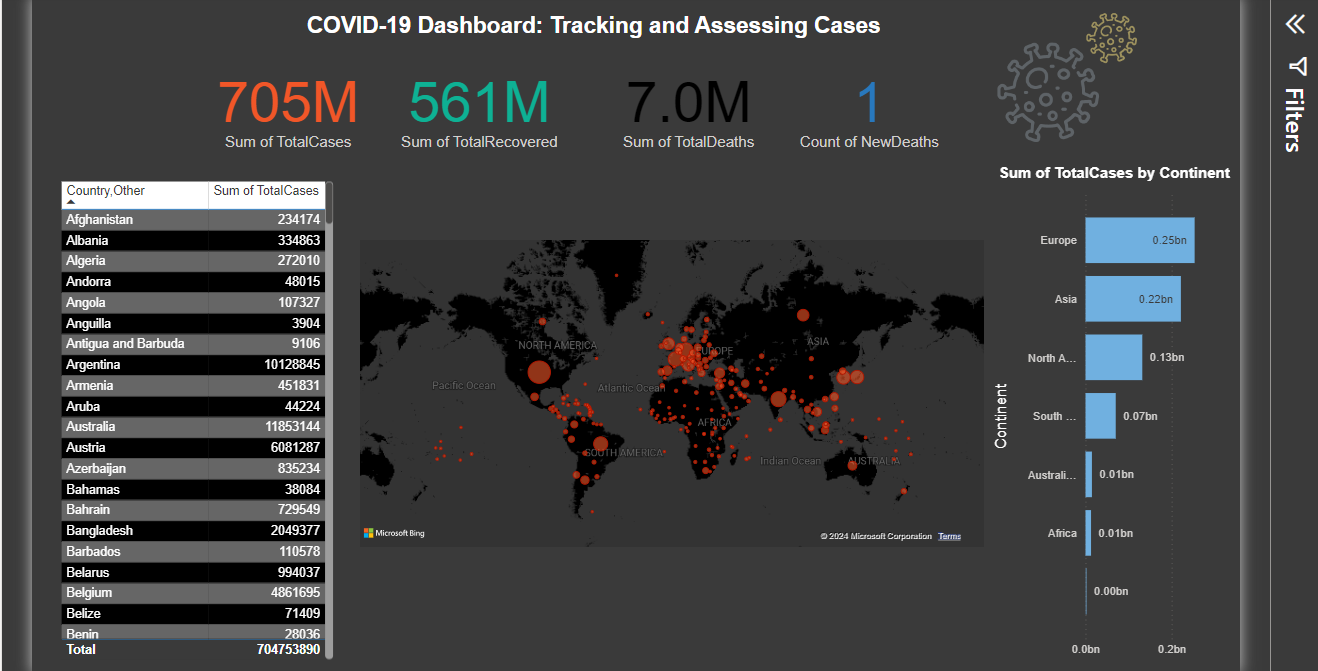 COVID-19 Dashboard: Tracking and Assessing Cases
705M
Sum of TotalCases
561M
Sum of TotalRecovered
7.0M
Sum of TotalDeaths
1
Count of NewDeaths
Filters
Country,Other Sum of TotalCases
Afghanistan 234174
Albania 334863
Algeria 272010
Andorra 48015
Angola 107327
Anguilla 3904
Antigua and Barbuda 9106
Argentina 10128845
Armenia 451831
Aruba 44224
Australia 11853144
Austria 6081287
Azerbaijan 835234
Bahamas 38084
Bahrain 729549
Bangladesh 2049377
Barbados 110578
Belarus 994037
Belgium 4861695
Belize 71409
Benin 28036
Total 704753890
NORTH AMERICA
EUROPE
ASIA
Pacific Ocean
Atlantic Ocean
AFRICA
SOUTH AMERICA
Indian Ocean
AUSTRALIA
Microsoft Bing
© 2024 Microsoft Corporation Terms
Sum of TotalCases by Continent
Continent
Europe 0.25bn
Asia 0.22bn
North A... 0.13bn
South ... 0.07bn
Australi... 0.01bn
Africa 0.01bn
0.00bn
0.0bn 0.2bn